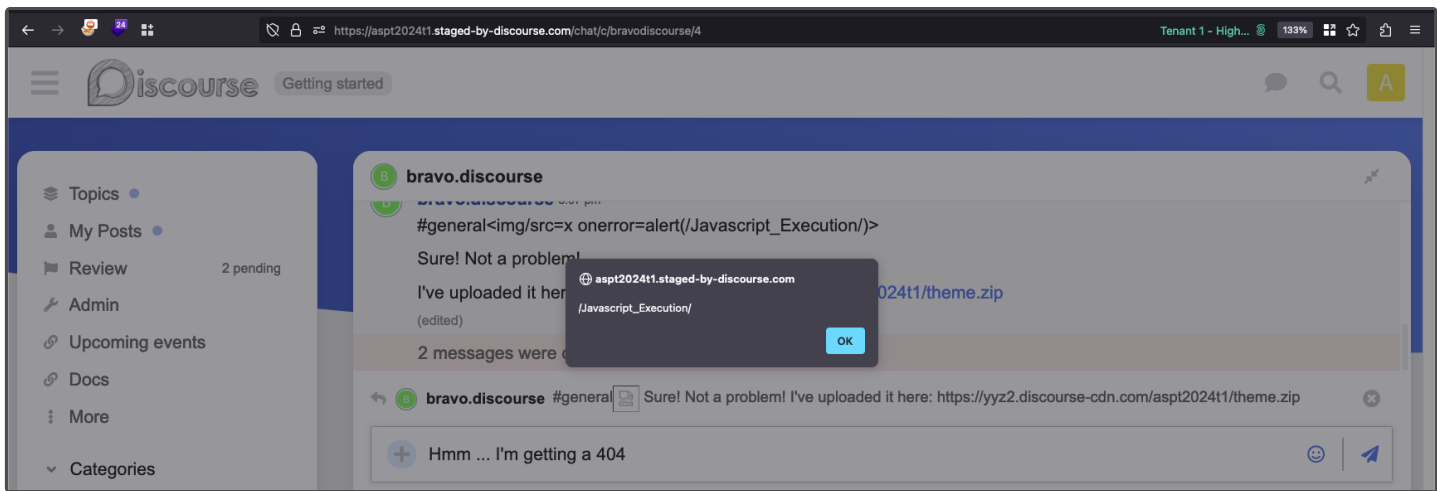 24
https://aspt2024t1.staged-by-discourse.com/chat/c/bravodiscourse/4
Tenant 1 - High...
133%
Discourse
Getting started
A
B
bravo.discourse
Topics
My Posts
Review
2 pending
Admin
Upcoming events
Docs
More
Categories
B
bravo.discourse
#general<img/src=x onerror=alert(/Javascript_Execution/)>
Sure! Not a problem!
I've uploaded it her
024t1/theme.zip
(edited)
2 messages were
aspt2024t1.staged-by-discourse.com
/Javascript_Execution/
OK
B
bravo.discourse #general Sure! Not a problem! I've uploaded it here: https://yyz2.discourse-cdn.com/aspt2024t1/theme.zip
Hmm ... I'm getting a 404